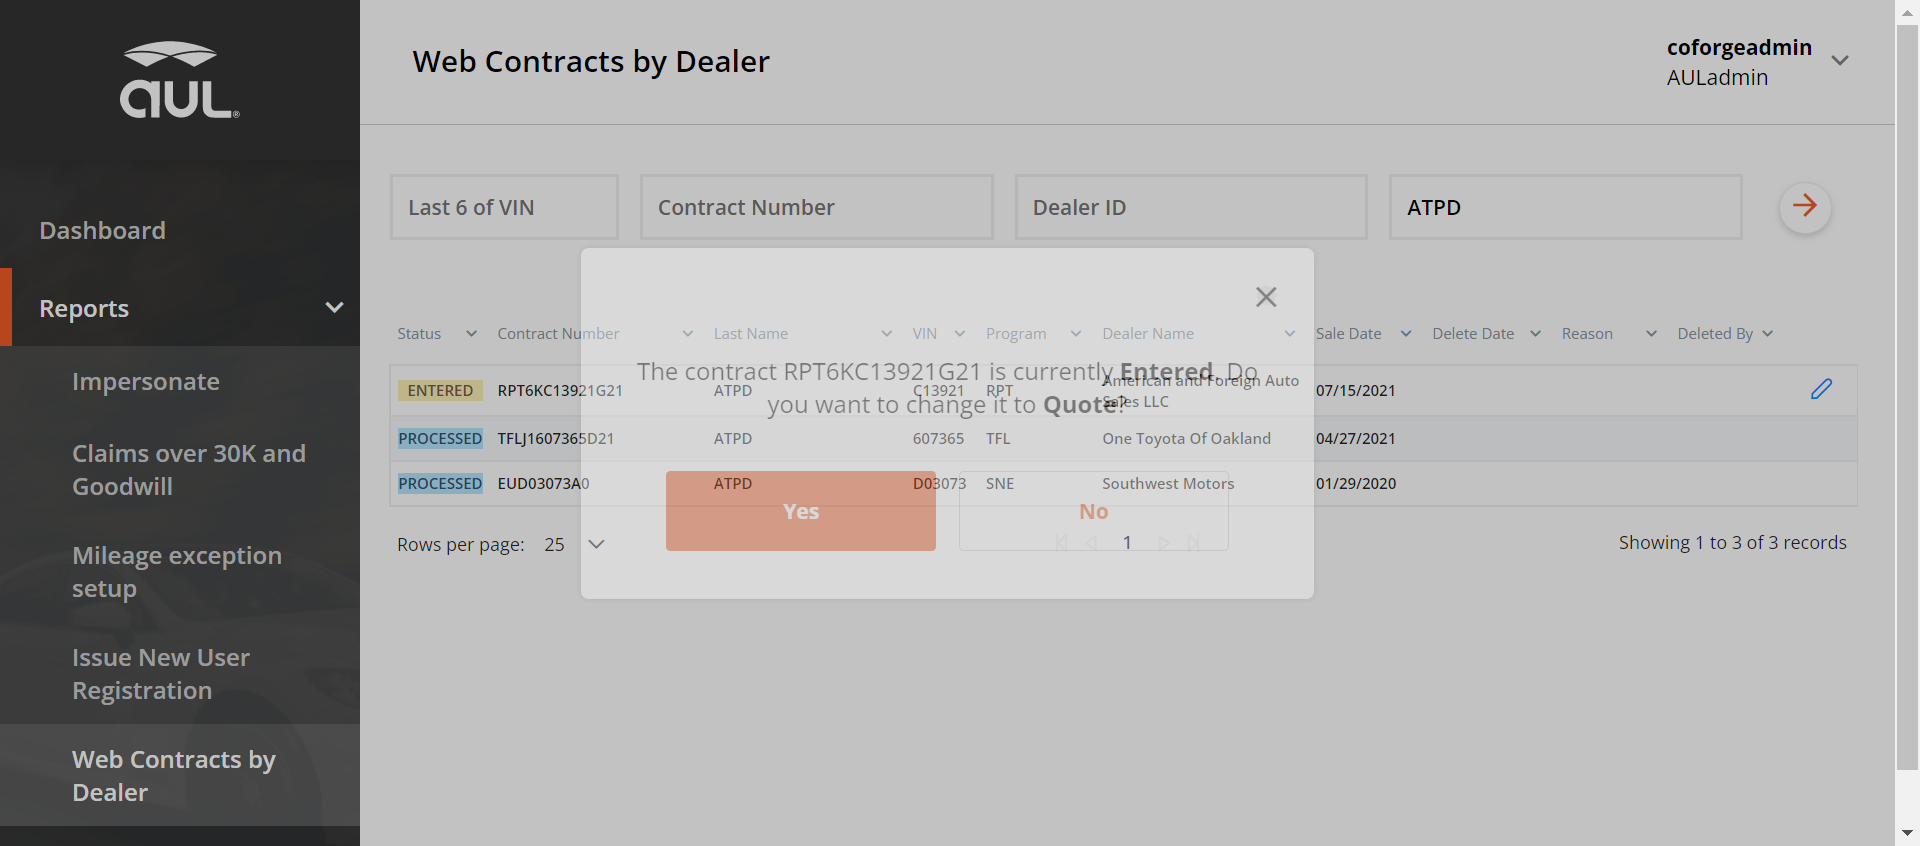 aul®
Web Contracts by Dealer
coforgeadmin
AULadmin
Dashboard
Reports
Impersonate
Claims over 30K and
Goodwill
Mileage exception
setup
Issue New User
Registration
Web Contracts by
Dealer
Last 6 of VIN Contract Number Dealer ID ATPD
Status Contract Number Last Name VIN Program Dealer Name Sale Date Delete Date Reason Deleted By
ENTERED RPT6KC13921G21 ATPD C13921 RPT American and Foreign Auto
Sales LLC 07/15/2021
PROCESSED TFLJ1607365D21 ATPD 607365 TFL One Toyota Of Oakland 04/27/2021
PROCESSED EUD03073A0 ATPD D03073 SNE Southwest Motors 01/29/2020
Rows per page: 25 1 Showing 1 to 3 of 3 records
The contract RPT6KC13921G21 is currently Entered. Do
you want to change it to Quote?
Yes No